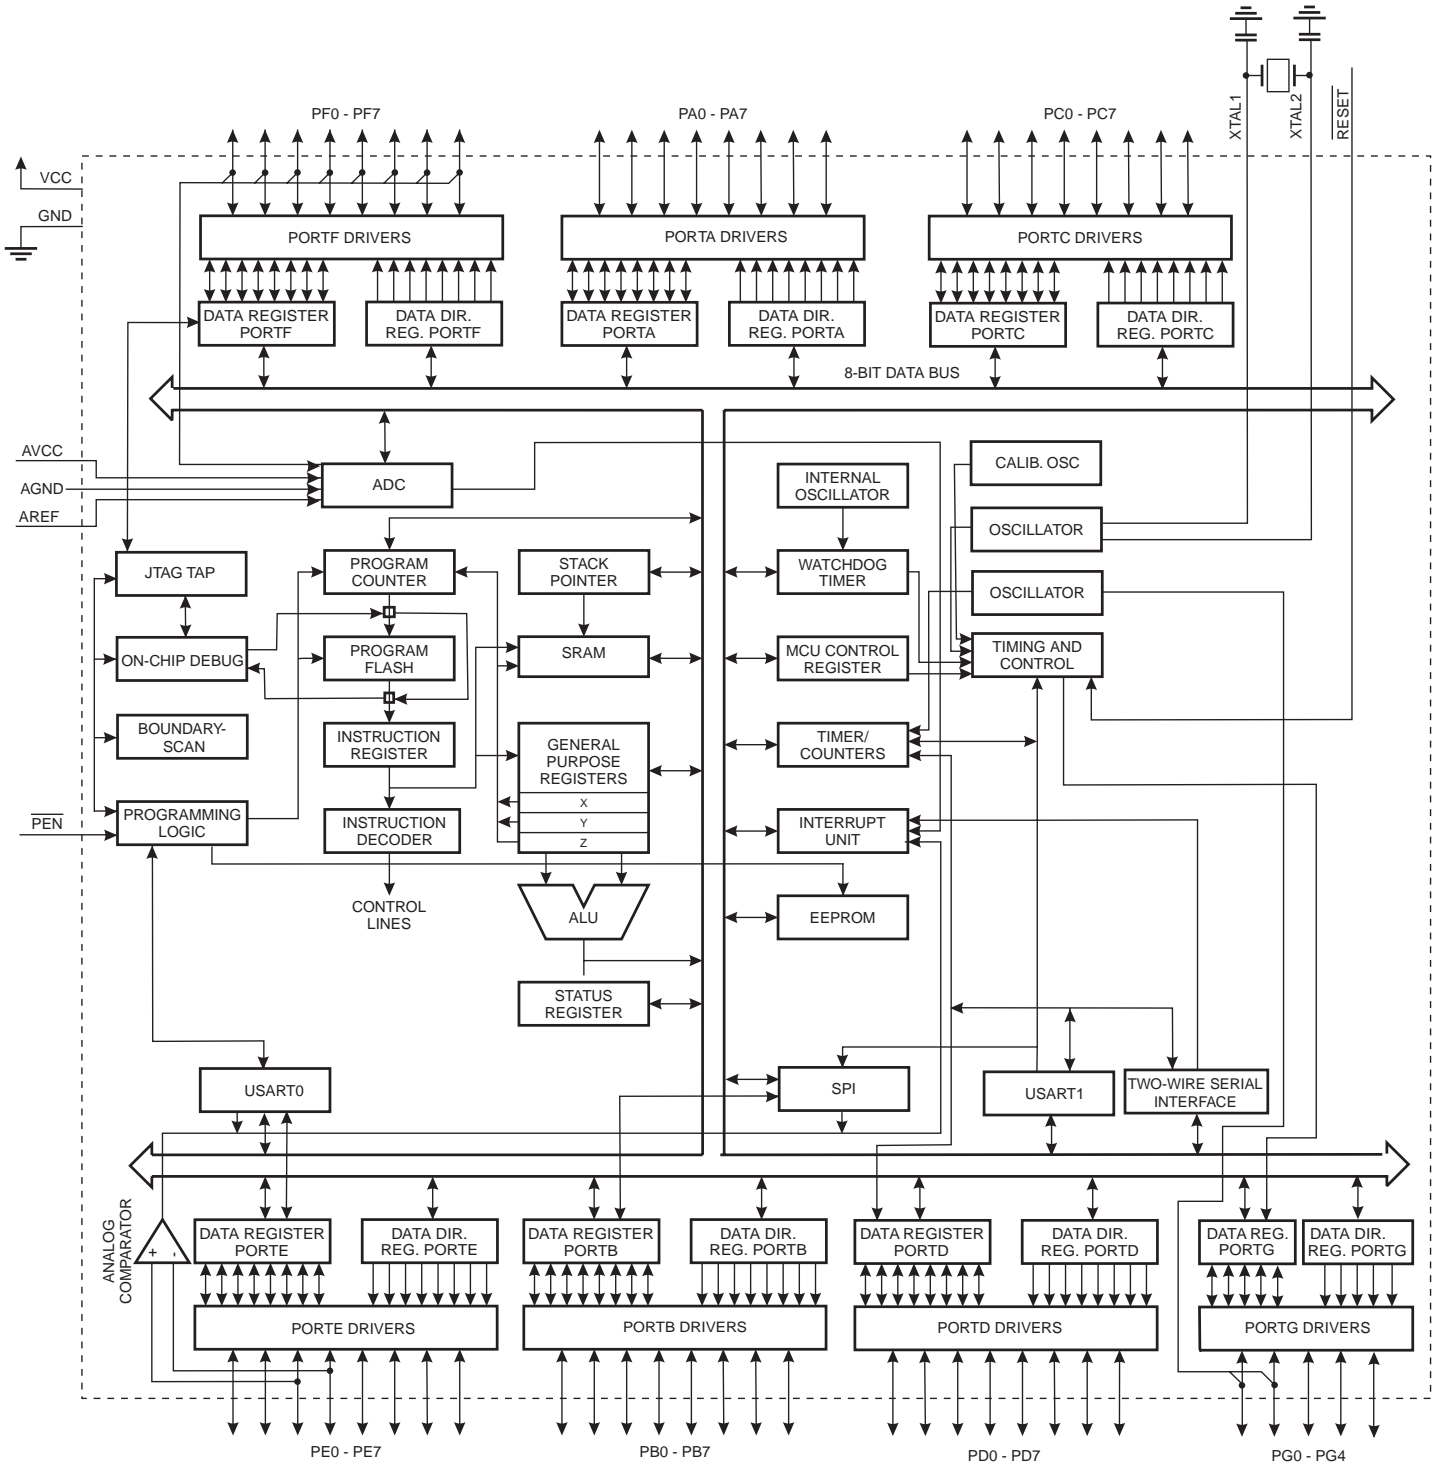 XTAL1
XTAL2
RESET
PF0 - PF7
PA0 - PA7
PC0 - PC7
VCC
GND
PORTF DRIVERS
PORTA DRIVERS
PORTC DRIVERS
DATA REGISTER
PORTF
DATA DIR.
REG. PORTF
DATA REGISTER
PORTA
DATA DIR.
REG. PORTA
DATA REGISTER
PORTC
DATA DIR.
REG. PORTC
8-BIT DATA BUS
AVCC
AGND
AREF
ADC
INTERNAL
OSCILLATOR
CALIB. OSC
OSCILLATOR
JTAG TAP
PROGRAM
COUNTER
STACK
POINTER
WATCHDOG
TIMER
OSCILLATOR
ON-CHIP DEBUG
PROGRAM
FLASH
SRAM
MCU CONTROL
REGISTER
TIMING AND
CONTROL
BOUNDARY-
SCAN
INSTRUCTION
REGISTER
GENERAL
PURPOSE
REGISTERS
X
Y
Z
TIMER/
COUNTERS
PEN
PROGRAMMING
LOGIC
INSTRUCTION
DECODER
INTERRUPT
UNIT
CONTROL
LINES
ALU
EEPROM
STATUS
REGISTER
USART0
SPI
USART1
TWO-WIRE SERIAL
INTERFACE
ANALOG
COMPARATOR
+
-
DATA REGISTER
PORTE
DATA DIR.
REG. PORTE
DATA REGISTER
PORTB
DATA DIR.
REG. PORTB
DATA REGISTER
PORTD
DATA DIR.
REG. PORTD
DATA REG.
PORTG
DATA DIR.
REG. PORTG
PORTE DRIVERS
PORTB DRIVERS
PORTD DRIVERS
PORTG DRIVERS
PE0 - PE7
PB0 - PB7
PD0 - PD7
PG0 - PG4